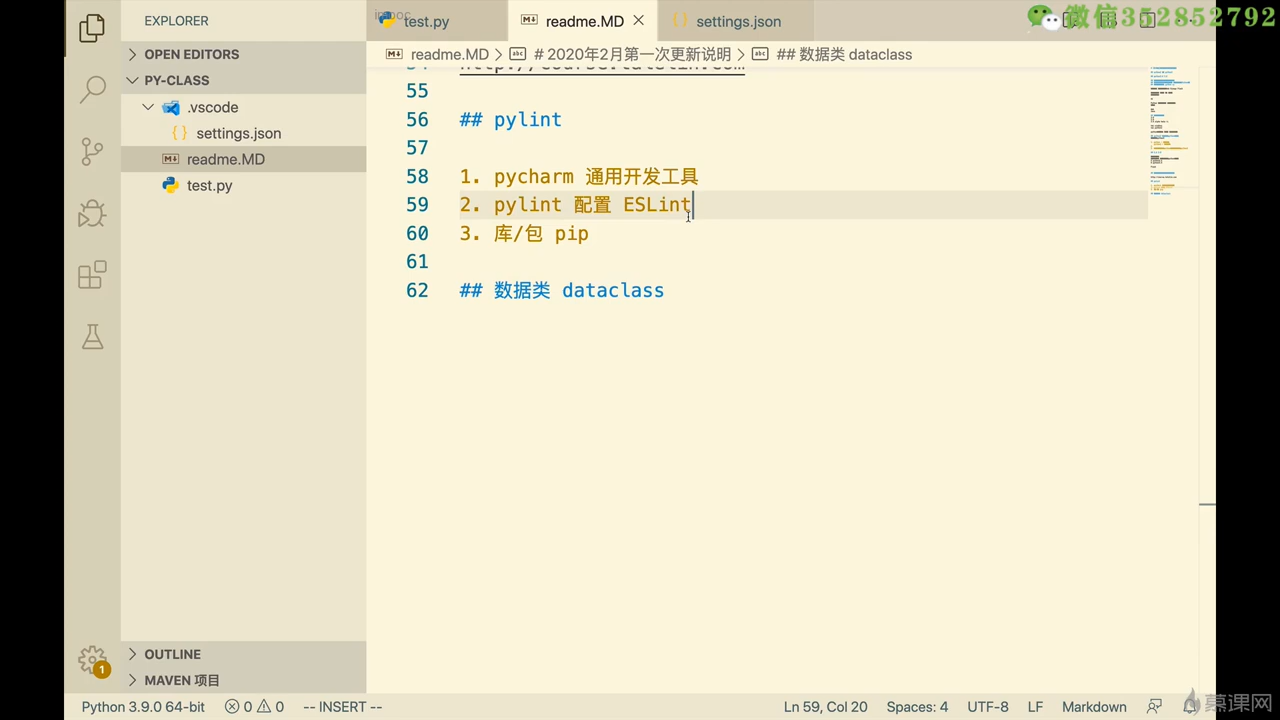 EXPLORER
OPEN EDITORS
PY-CLASS
.vscode
settings.json
readme.MD
test.py
OUTLINE
MAVEN 项目
imooc
test.py
readme.MD
settings.json
微信352852792
readme.MD > # 2020年2月第一次更新说明 > ## 数据类 dataclass
55
56 ## pylint
57
58 1. pycharm 通用开发工具
59 2. pylint 配置 ESLint
60 3. 库/包 pip
61
62 ## 数据类 dataclass
Python 3.9.0 64-bit 0 0 -- INSERT -- Ln 59, Col 20 Spaces: 4 UTF-8 LF Markdown
1
慕课网